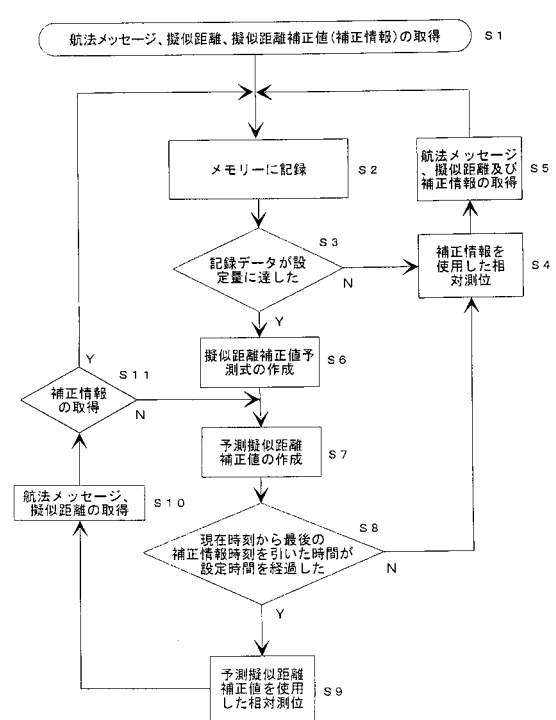 航法メッセージ、擬似距離、擬似距離補正値(補正情報)の取得
S1
メモリーに記録
S2
航法メッセージ
、擬似距離及び
補正情報の取得
S5
記録データが設
定量に達した
S3
N
Y
補正情報を
使用した相
対測位
S4
擬似距離補正値予
測式の作成
S6
補正情報
の取得
S11
Y
N
予測擬似距離
補正値の作成
S7
航法メッセージ、
擬似距離の取得
S10
現在時刻から最後の
補正情報時刻を引いた時間が
設定時間を経過した
S8
N
Y
予測擬似距離
補正値を使用
した相対測位
S9